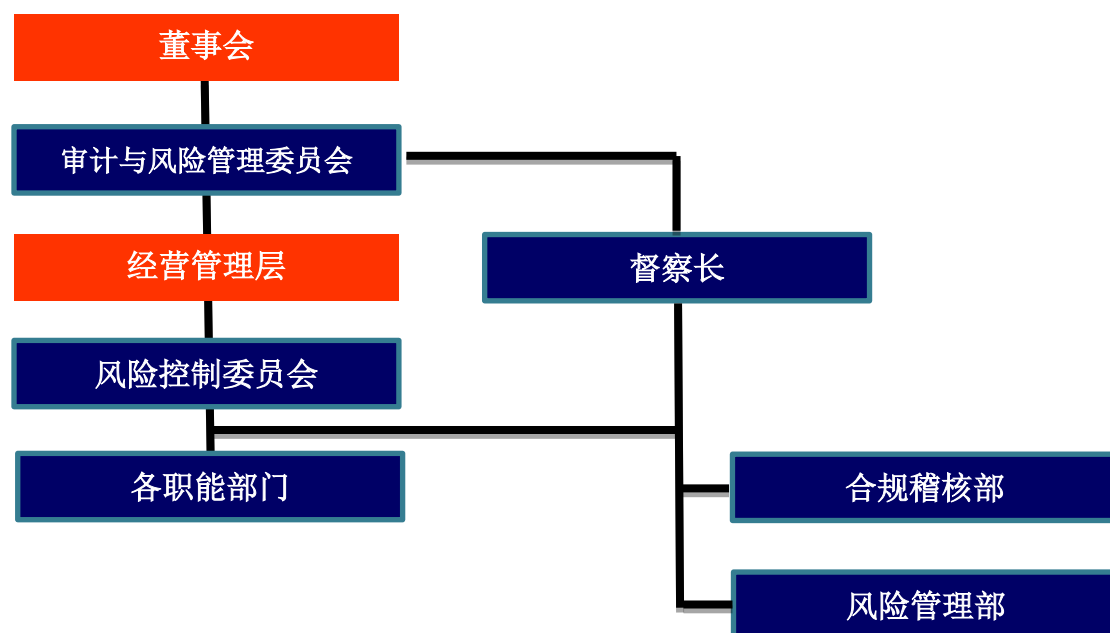 董事会
审计与风险管理委员会
经营管理层
督察长
风险控制委员会
各职能部门
合规稽核部
风险管理部